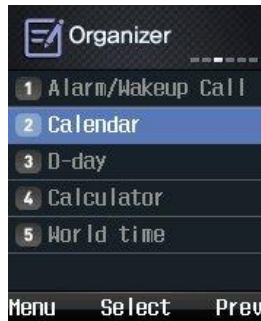 Organizer
1 Alarm/Wakeup Call
2 Calendar
3 D-day
4 Calculator
5 World time
Menu Select Prev